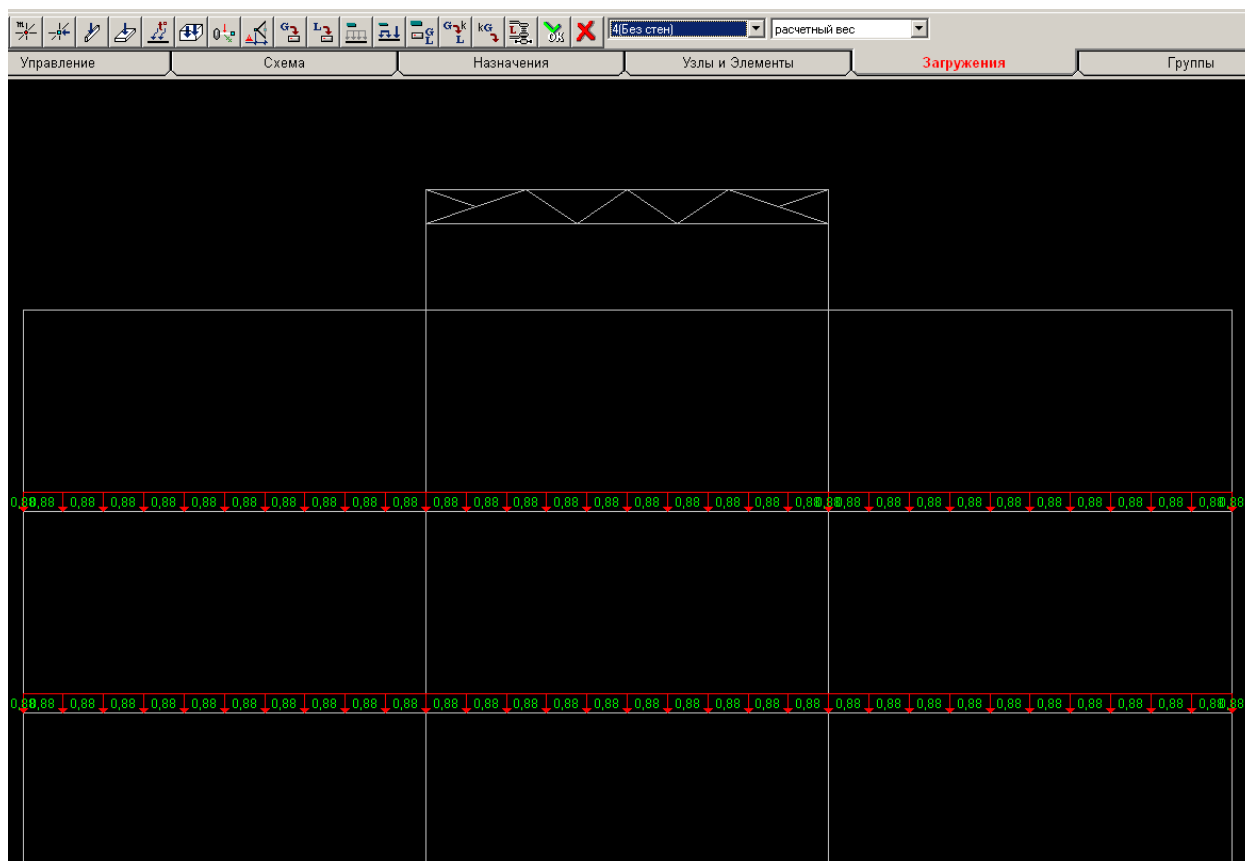 4(Без стен) расчетный вес
Управление Схема Назначения Узлы и Элементы Загружения Группы
0,88 0,88 0,88 0,88 0,88 0,88 0,88 0,88 0,88 0,88 0,88 0,88 0,88 0,88 0,88 0,88 0,88 0,88 0,88 0,88 0,88 0,88 0,88 0,88 0,88 0,88 0,88 0,88 0,88 0,88 0,88 0,88
0,88 0,88 0,88 0,88 0,88 0,88 0,88 0,88 0,88 0,88 0,88 0,88 0,88 0,88 0,88 0,88 0,88 0,88 0,88 0,88 0,88 0,88 0,88 0,88 0,88 0,88 0,88 0,88 0,88 0,88 0,88